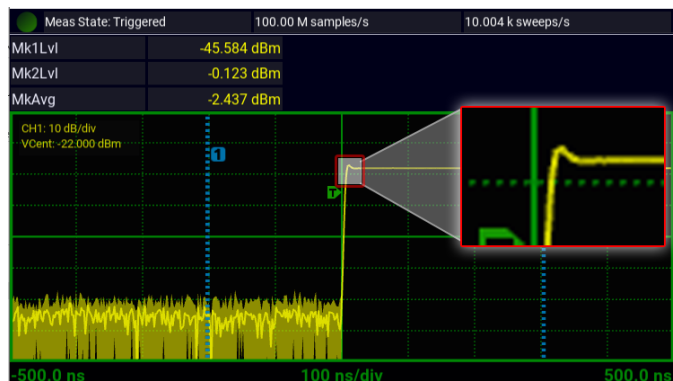 Meas State: Triggered 100.00 M samples/s 10.004 k sweeps/s
Mk1Lvl -45.584 dBm
Mk2Lvl -0.123 dBm
MkAvg -2.437 dBm
CH1: 10 dB/div
VCent: -22.000 dBm
1
T
-500.0 ns 100 ns/div 500.0 ns